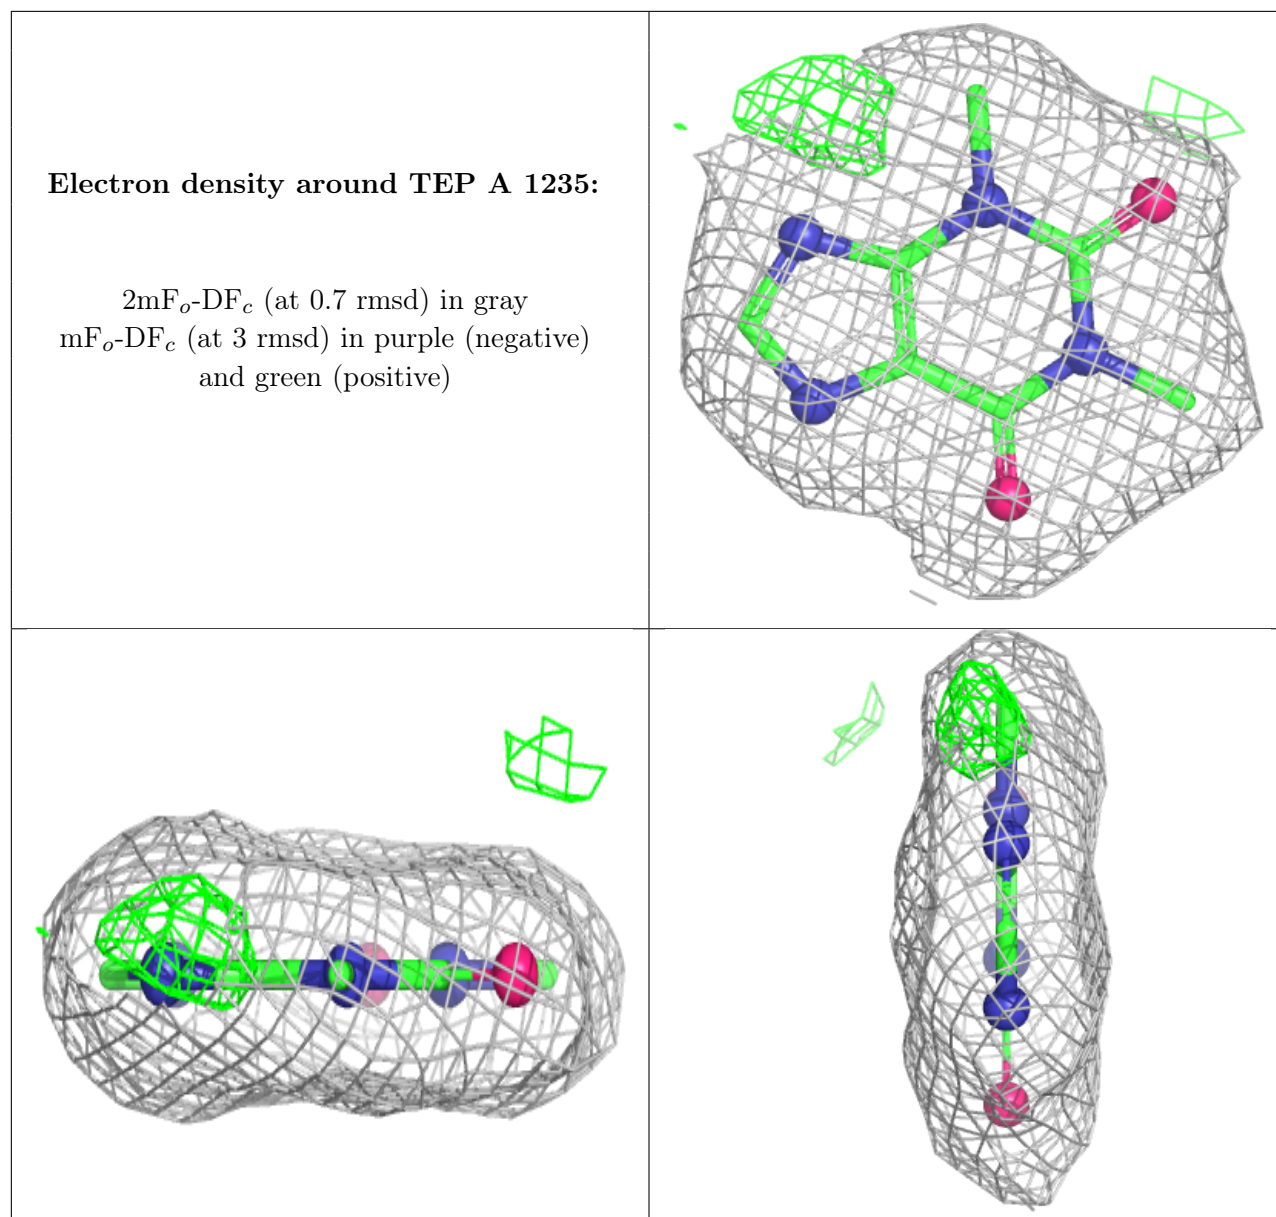 Electron density around TEP A 1235:
2mFo-DFc (at 0.7 rmsd) in gray
mFo-DFc (at 3 rmsd) in purple (negative)
and green (positive)